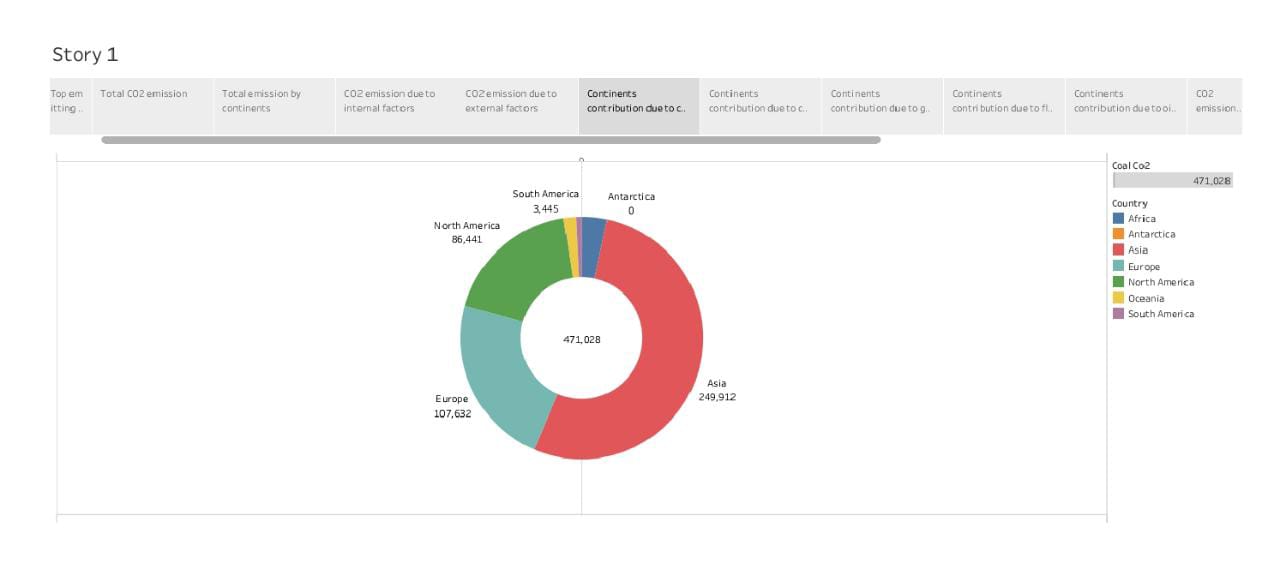 Story 1
Top em
itting ..
Total CO2 emission
Total emission by
continents
CO2 emission due to
internal factors
CO2 emission due to
external factors
Continents
contribution due to c..
Continents
contribution due to c..
Continents
contribution due to g..
Continents
contribution due to fl..
Continents
contribution due to oi..
CO2
emission..
South America
3,445
Antarctica
0
North America
86,441
471,028
Asia
249,912
Europe
107,632
Coal Co2
471,028
Country
Africa
Antarctica
Asia
Europe
North America
Oceania
South America